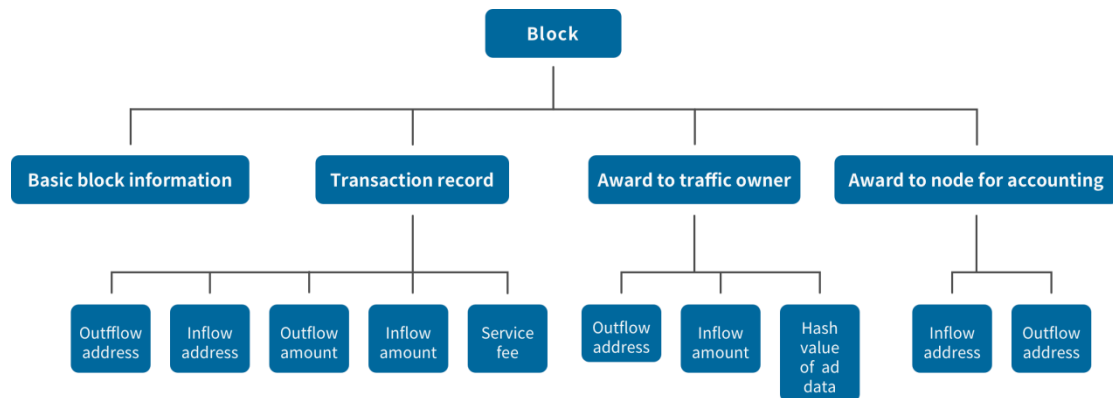 Block
Basic block information
Transaction record
Award to traffic owner
Award to node for accounting
Outfflow
address
Inflow
address
Outflow
amount
Inflow
amount
Service
fee
Outflow
address
Inflow
amount
Hash
value
of ad
data
Inflow
address
Outflow
address